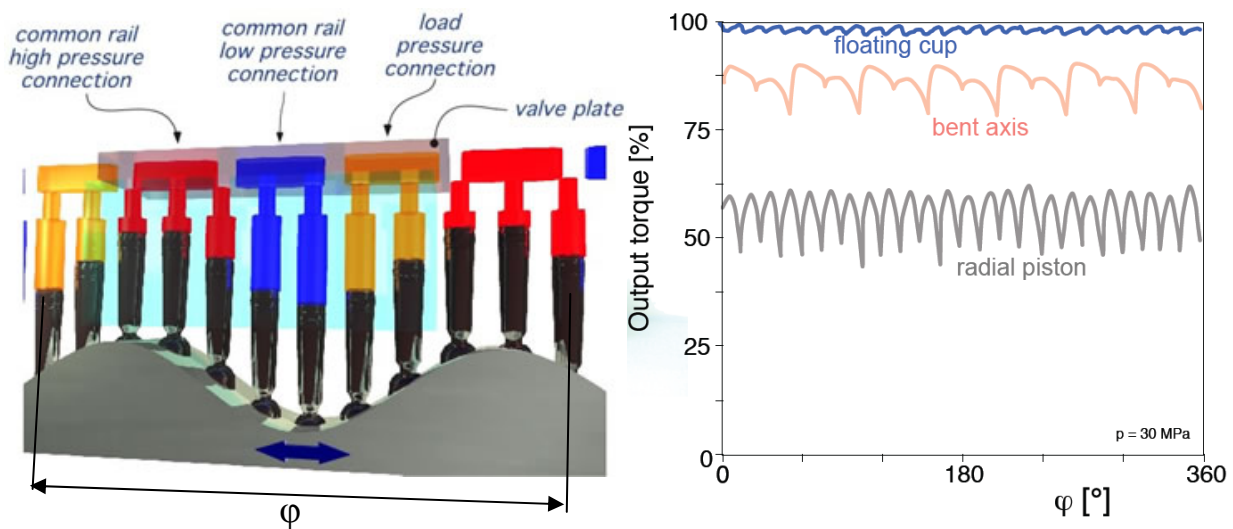 common rail
high pressure
connection
common rail
low pressure
connection
load
pressure
connection
valve plate
φ
Output torque [%]
100
75
50
25
0
floating cup
bent axis
radial piston
p = 30 MPa
0
180
360
φ [°]